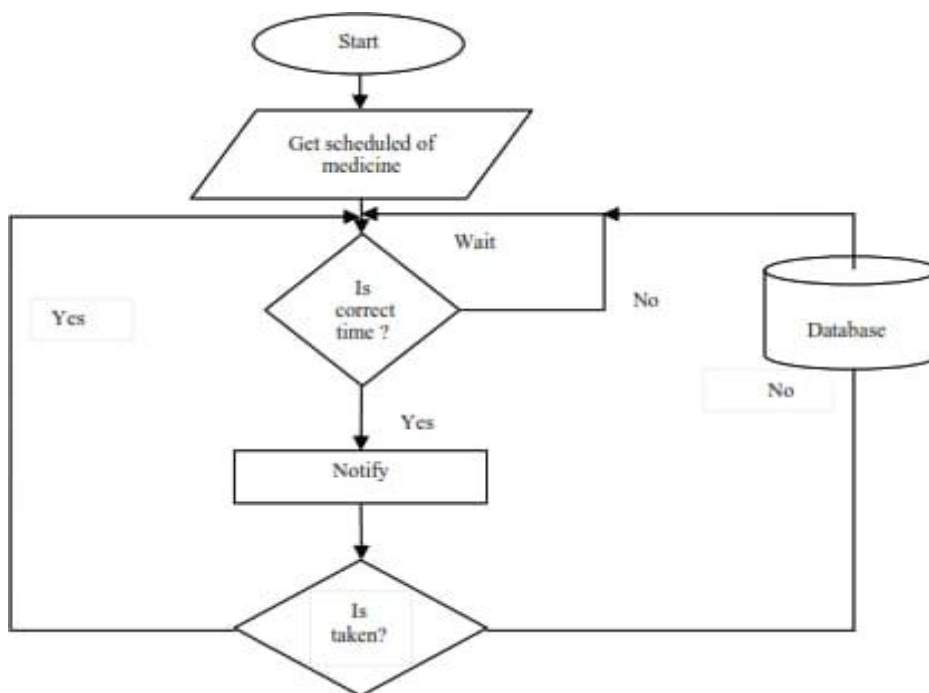 Start
Get scheduled of
medicine
Wait
Is
correct
time ?
No
Yes
Database
No
Yes
Notify
Is
taken?